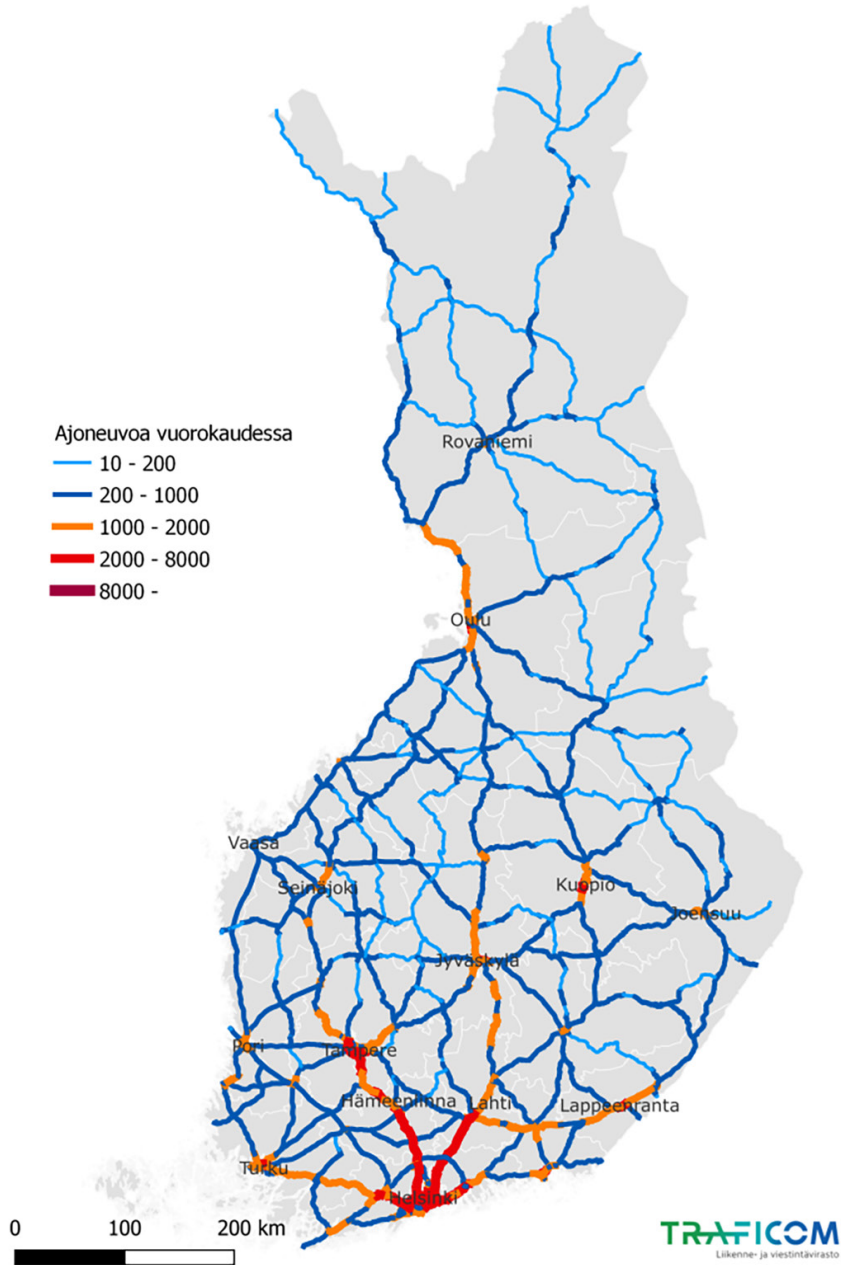 Ajoneuvoa vuorokaudessa
10 - 200
200 - 1000
1000 - 2000
2000 - 8000
8000 -
Rovaniemi
Oulu
Vaasa
Seinäjoki
Kuopio
Joensuu
Jyväskylä
Pori
Tampere
Hämeenlinna
Lahti
Lappeenranta
Turku
Helsinki
0 100 200 km
TRAFICOM
Liikenne- ja viestintävirasto